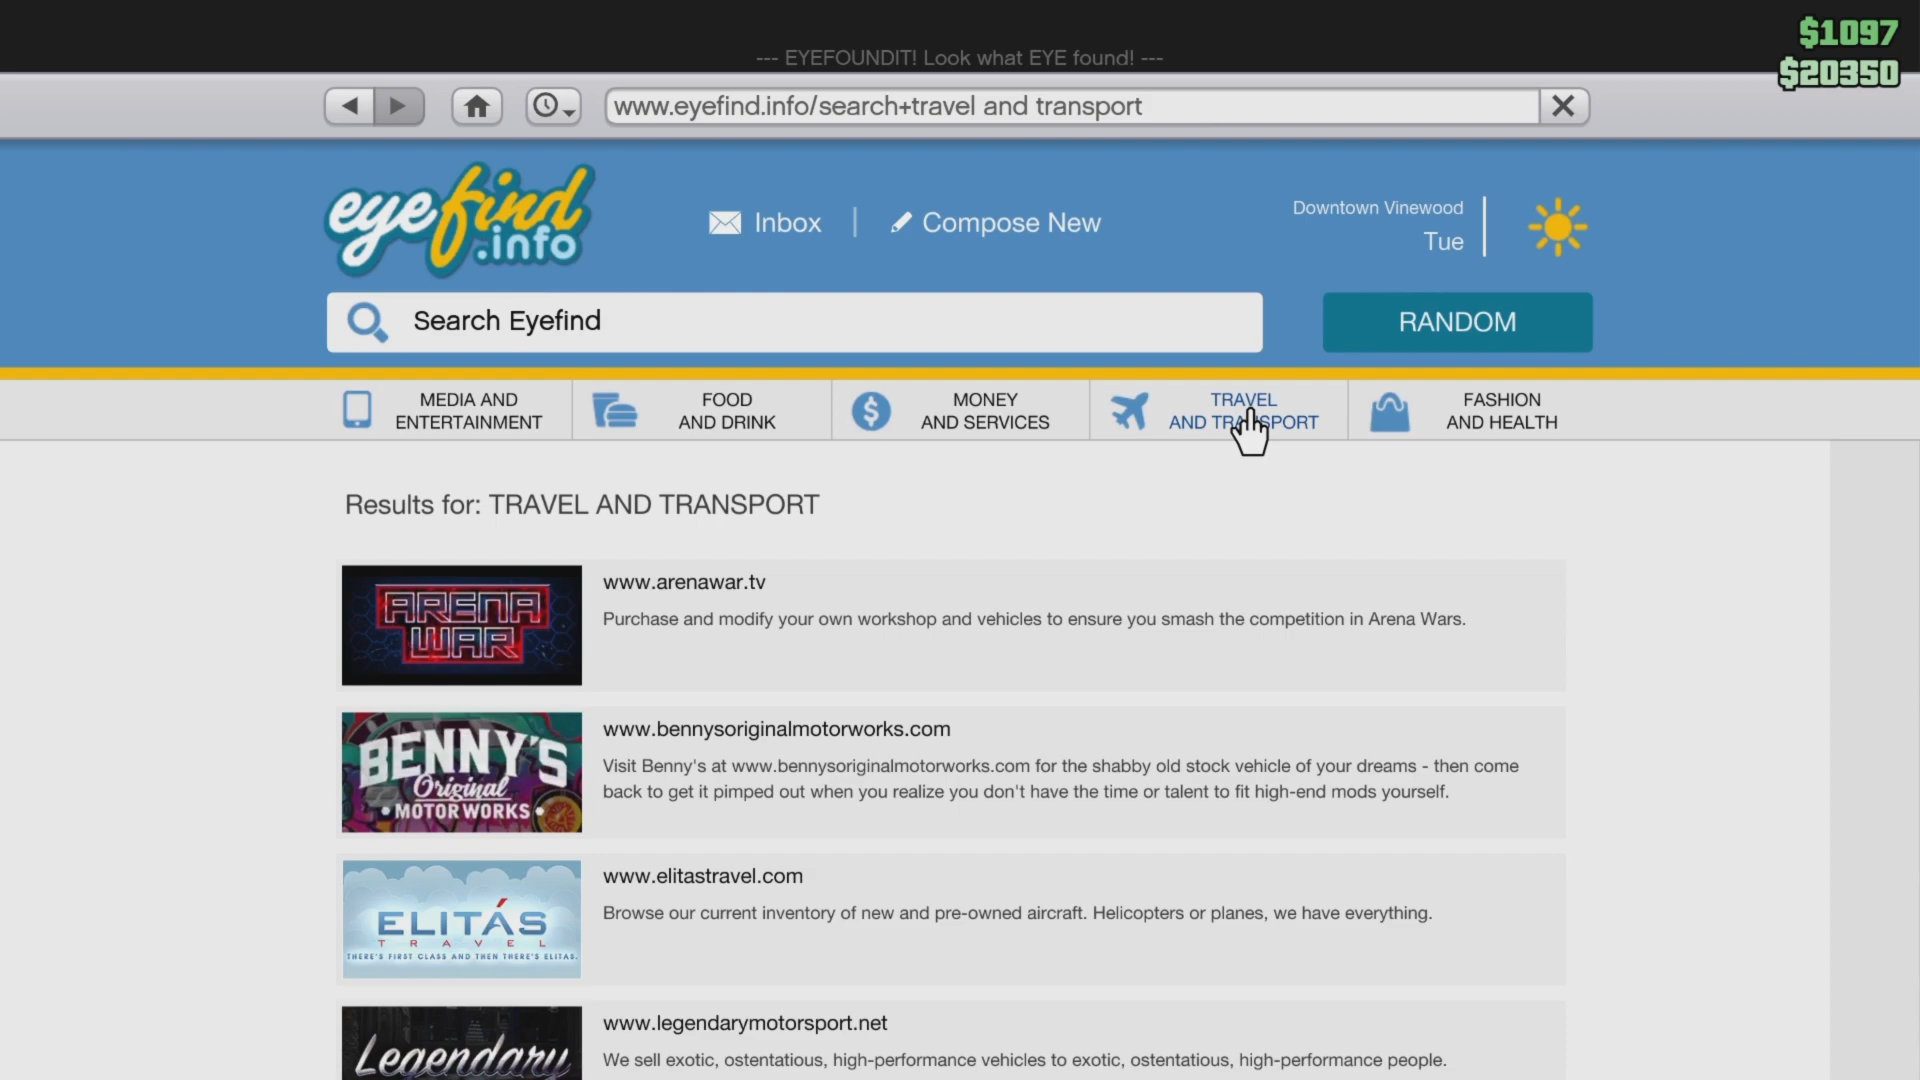 $1097
--- EYEFOUNDIT! Look what EYE found! ---
$20350
www.eyefind.info/search+travel and transport
eyefind
.info
Inbox
Compose New
Downtown Vinewood
Tue
Search Eyefind
RANDOM
MEDIA AND
ENTERTAINMENT
FOOD
AND DRINK
MONEY
AND SERVICES
TRAVEL
AND TRANSPORT
FASHION
AND HEALTH
Results for: TRAVEL AND TRANSPORT
ARENA
WAR
www.arenawar.tv
Purchase and modify your own workshop and vehicles to ensure you smash the competition in Arena Wars.
BENNY'S
Original
• MOTOR WORKS •
www.bennysoriginalmotorworks.com
Visit Benny's at www.bennysoriginalmotorworks.com for the shabby old stock vehicle of your dreams - then come
back to get it pimped out when you realize you don't have the time or talent to fit high-end mods yourself.
ELITÁS
TRAVEL
THERE'S FIRST CLASS AND THEN THERE'S ELITAS.
www.elitastravel.com
Browse our current inventory of new and pre-owned aircraft. Helicopters or planes, we have everything.
Legendary
www.legendarymotorsport.net
We sell exotic, ostentatious, high-performance vehicles to exotic, ostentatious, high-performance people.